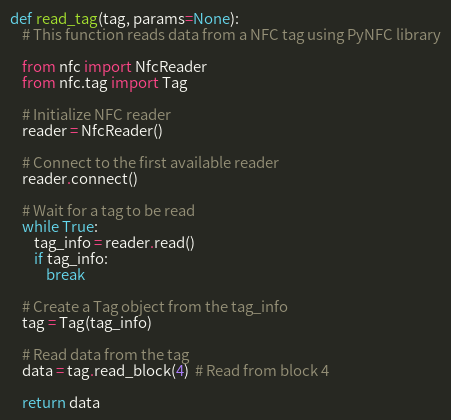 def read_tag(tag, params=None):
    # This function reads data from a NFC tag using PyNFC library

    from nfc import NfcReader
    from nfc.tag import Tag

    # Initialize NFC reader
    reader = NfcReader()

    # Connect to the first available reader
    reader.connect()

    # Wait for a tag to be read
    while True:
        tag_info = reader.read()
        if tag_info:
            break

    # Create a Tag object from the tag_info
    tag = Tag(tag_info)

    # Read data from the tag
    data = tag.read_block(4)  # Read from block 4

    return data